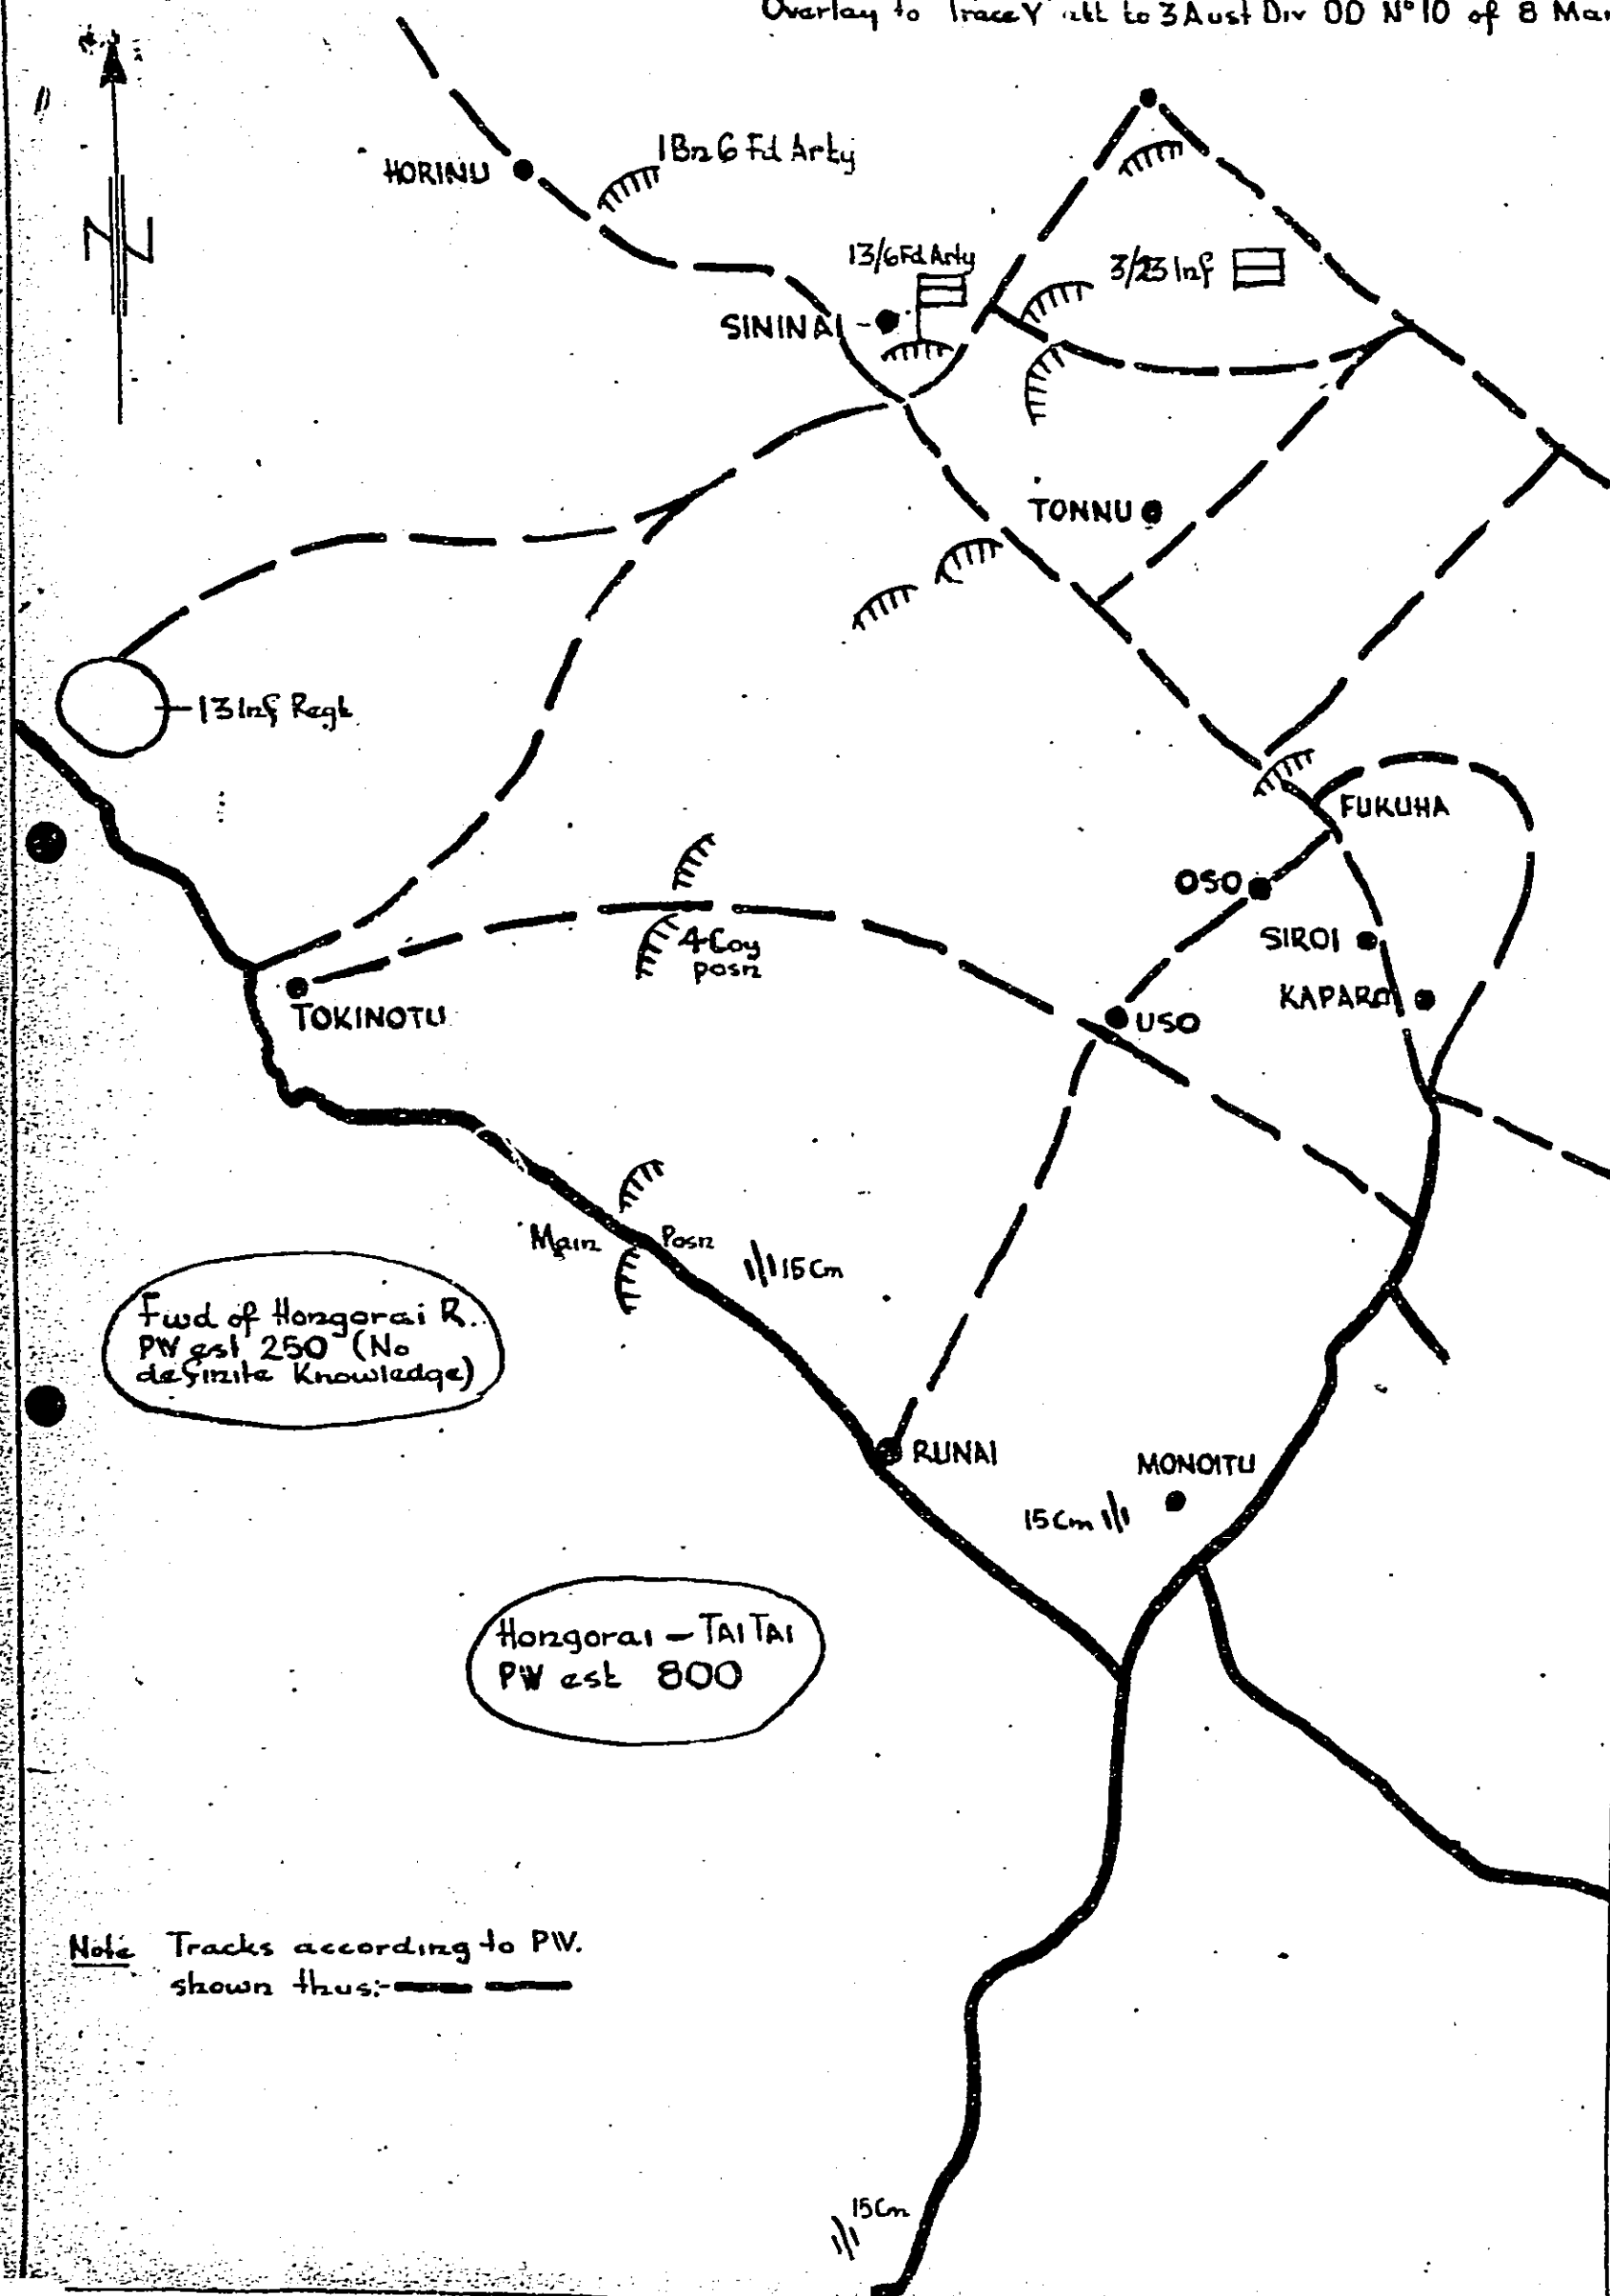 Overlay to Trace Y att to 3 Aust Div OO Nº 10 of 8 Mar
N
HORINU
1 Bn 6 Fd Arty
13/6 Fd Arty
3/23 Inf
SININAI
TONNU
13 Inf Regt
FUKUHA
OSO
SIROI
4 Coy
posn
KAPARO
TOKINOTU
USO
Main Posn
15 Cm
Fwd of Hongorai R.
PW est 250 (No
definite Knowledge)
RUNAI
MONOITU
15 Cm
Hongorai – TAI TAI
PW est 800
Note Tracks according to PW.
shown thus:-
15 Cm